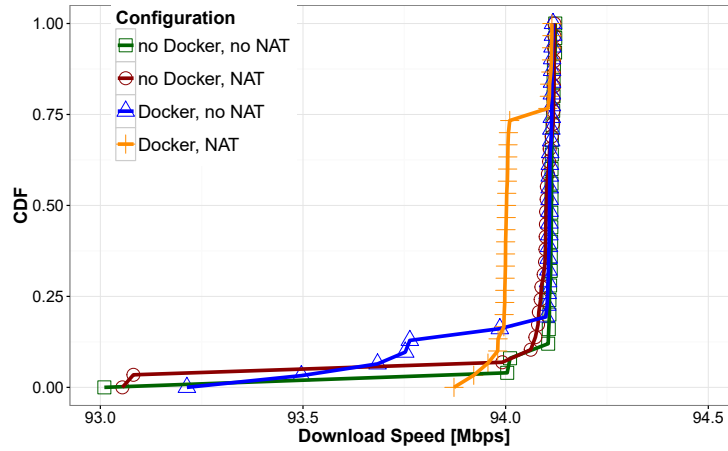 Configuration
no Docker, no NAT
no Docker, NAT
Docker, no NAT
Docker, NAT
CDF
1.00
0.75
0.50
0.25
0.00
93.0 93.5 94.0 94.5
Download Speed [Mbps]